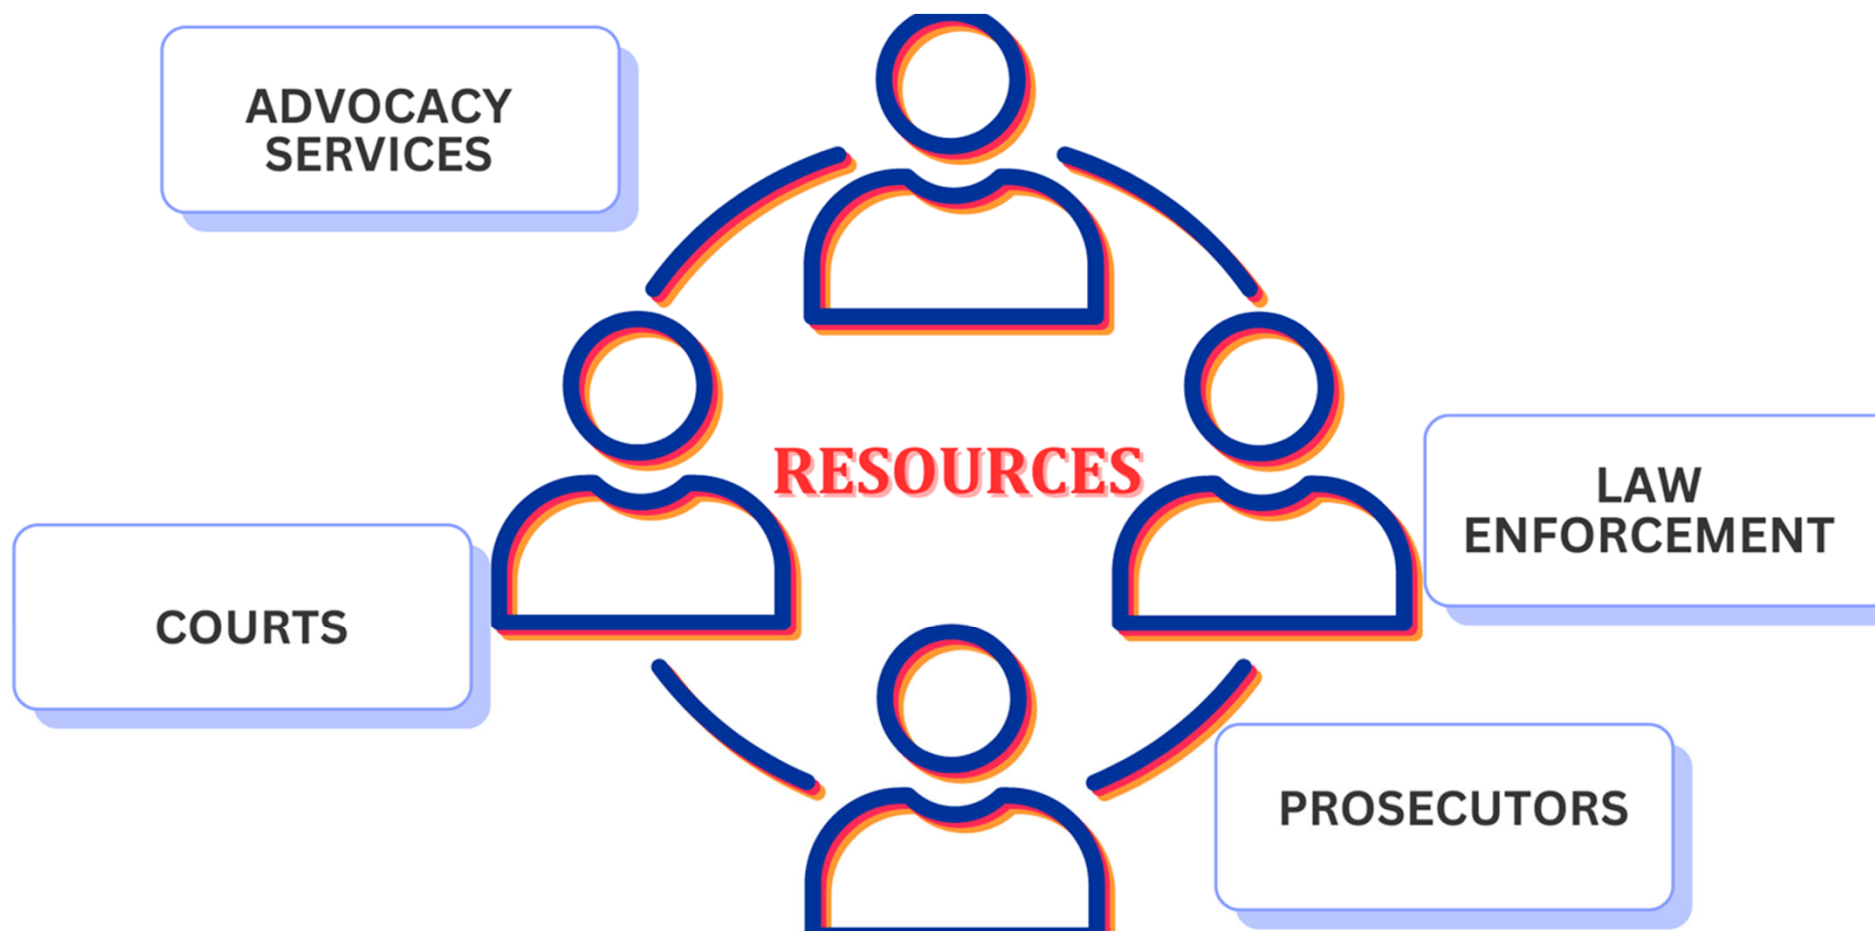 ADVOCACY
SERVICES
RESOURCES
LAW
ENFORCEMENT
COURTS
PROSECUTORS